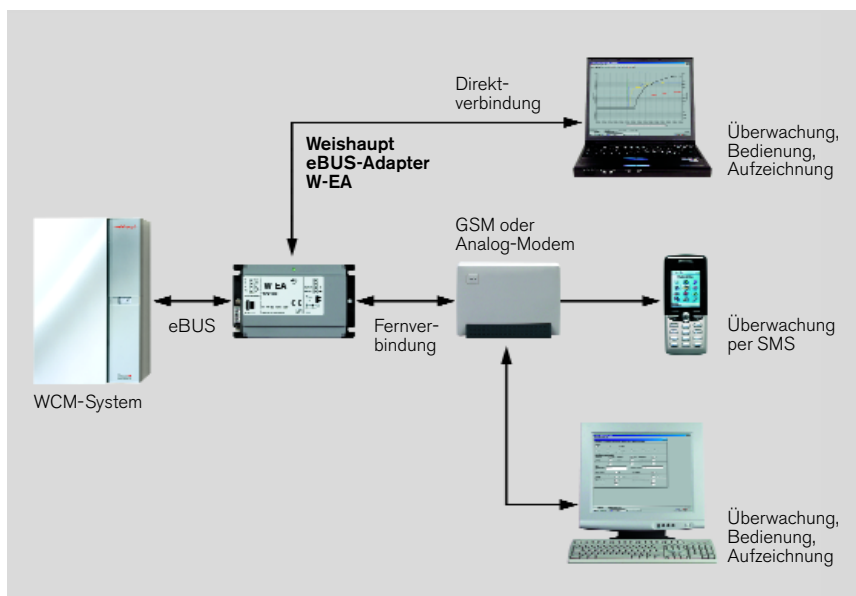 Direkt-
verbindung
Weishaupt
eBUS-Adapter
W-EA
Überwachung,
Bedienung,
Aufzeichnung
GSM oder
Analog-Modem
W-EA
eBUS
Fernver-
bindung
Überwachung
per SMS
WCM-System
Überwachung,
Bedienung,
Aufzeichnung